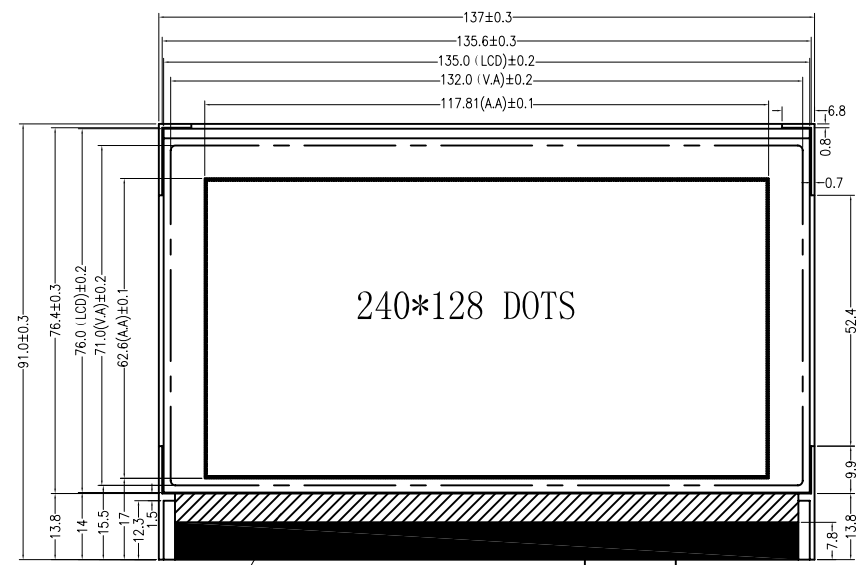 137±0.3
135.6±0.3
135.0 (LCD)±0.2
132.0 (V.A)±0.2
117.81(A.A)±0.1
6.8
0.8
0.7
91.0±0.3
76.4±0.3
76.0 (LCD)±0.2
71.0(V.A)±0.2
62.6(A.A)±0.1
240*128 DOTS
52.4
9.9
13.8
14
15.5
17
12.3
1.5
7.8
13.8